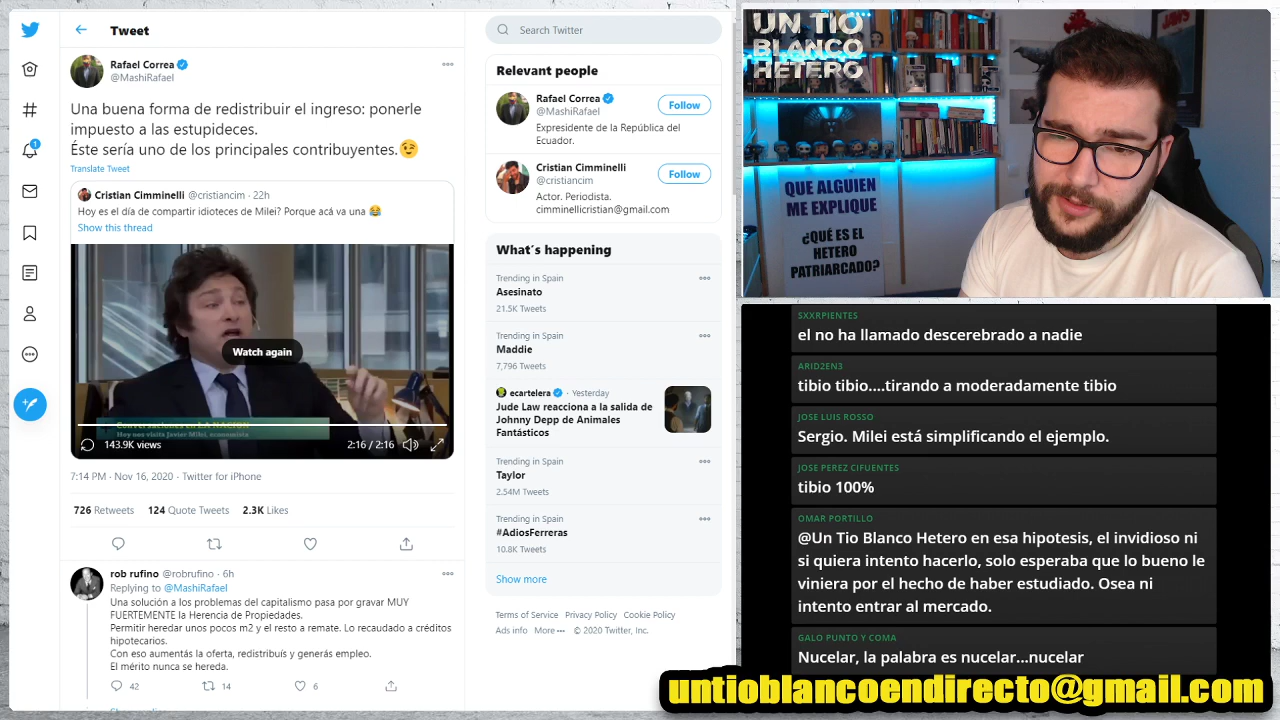 Tweet
Rafael Correa
@MashiRafael
Una buena forma de redistribuir el ingreso: ponerle
impuesto a las estupideces.
Éste sería uno de los principales contribuyentes.😉
Translate Tweet
Cristian Cimminelli @cristiancim · 22h
Hoy es el día de compartir idioteces de Milei? Porque acá va una 😂
Show this thread
Watch again
Conversaciones en LA NACION
Hoy nos visita Javier Milei, economista
143.9K views
2:16 / 2:16
7:14 PM · Nov 16, 2020 · Twitter for iPhone
726 Retweets 124 Quote Tweets 2.3K Likes
rob rufino @robrufino · 6h
Replying to @MashiRafael
Una solución a los problemas del capitalismo pasa por gravar MUY
FUERTEMENTE la Herencia de Propiedades.
Permitir heredar unos pocos m2 y el resto a remate. Lo recaudado a créditos
hipotecarios.
Con eso aumentás la oferta, redistribuís y generás empleo.
El mérito nunca se hereda.
42 14 6
Search Twitter
Relevant people
Rafael Correa
@MashiRafael
Follow
Expresidente de la República del
Ecuador.
Cristian Cimminelli
@cristiancim
Follow
Actor. Periodista.
cimminellicristian@gmail.com
What's happening
Trending in Spain
Asesinato
21.5K Tweets
Trending in Spain
Maddie
7,796 Tweets
ecartelera · Yesterday
Jude Law reacciona a la salida de
Johnny Depp de Animales
Fantásticos
Trending in Spain
Taylor
2.54M Tweets
Trending in Spain
#AdiosFerreras
10.8K Tweets
Show more
Terms of Service Privacy Policy Cookie Policy
Ads info More © 2020 Twitter, Inc.
UN TIO
BLANCO
HETERO
QUE ALGUIEN
ME EXPLIQUE
¿QUÉ ES EL
HETERO
PATRIARCADO?
SXXRPIENTES
el no ha llamado descerebrado a nadie
ARID2EN3
tibio tibio....tirando a moderadamente tibio
JOSE LUIS ROSSO
Sergio. Milei está simplificando el ejemplo.
JOSE PEREZ CIFUENTES
tibio 100%
OMAR PORTILLO
@Un Tio Blanco Hetero en esa hipotesis, el invidioso ni
si quiera intento hacerlo, solo esperaba que lo bueno le
viniera por el hecho de haber estudiado. Osea ni
intento entrar al mercado.
GALO PUNTO Y COMA
Nucelar, la palabra es nucelar...nucelar
untioblancoendirecto@gmail.com